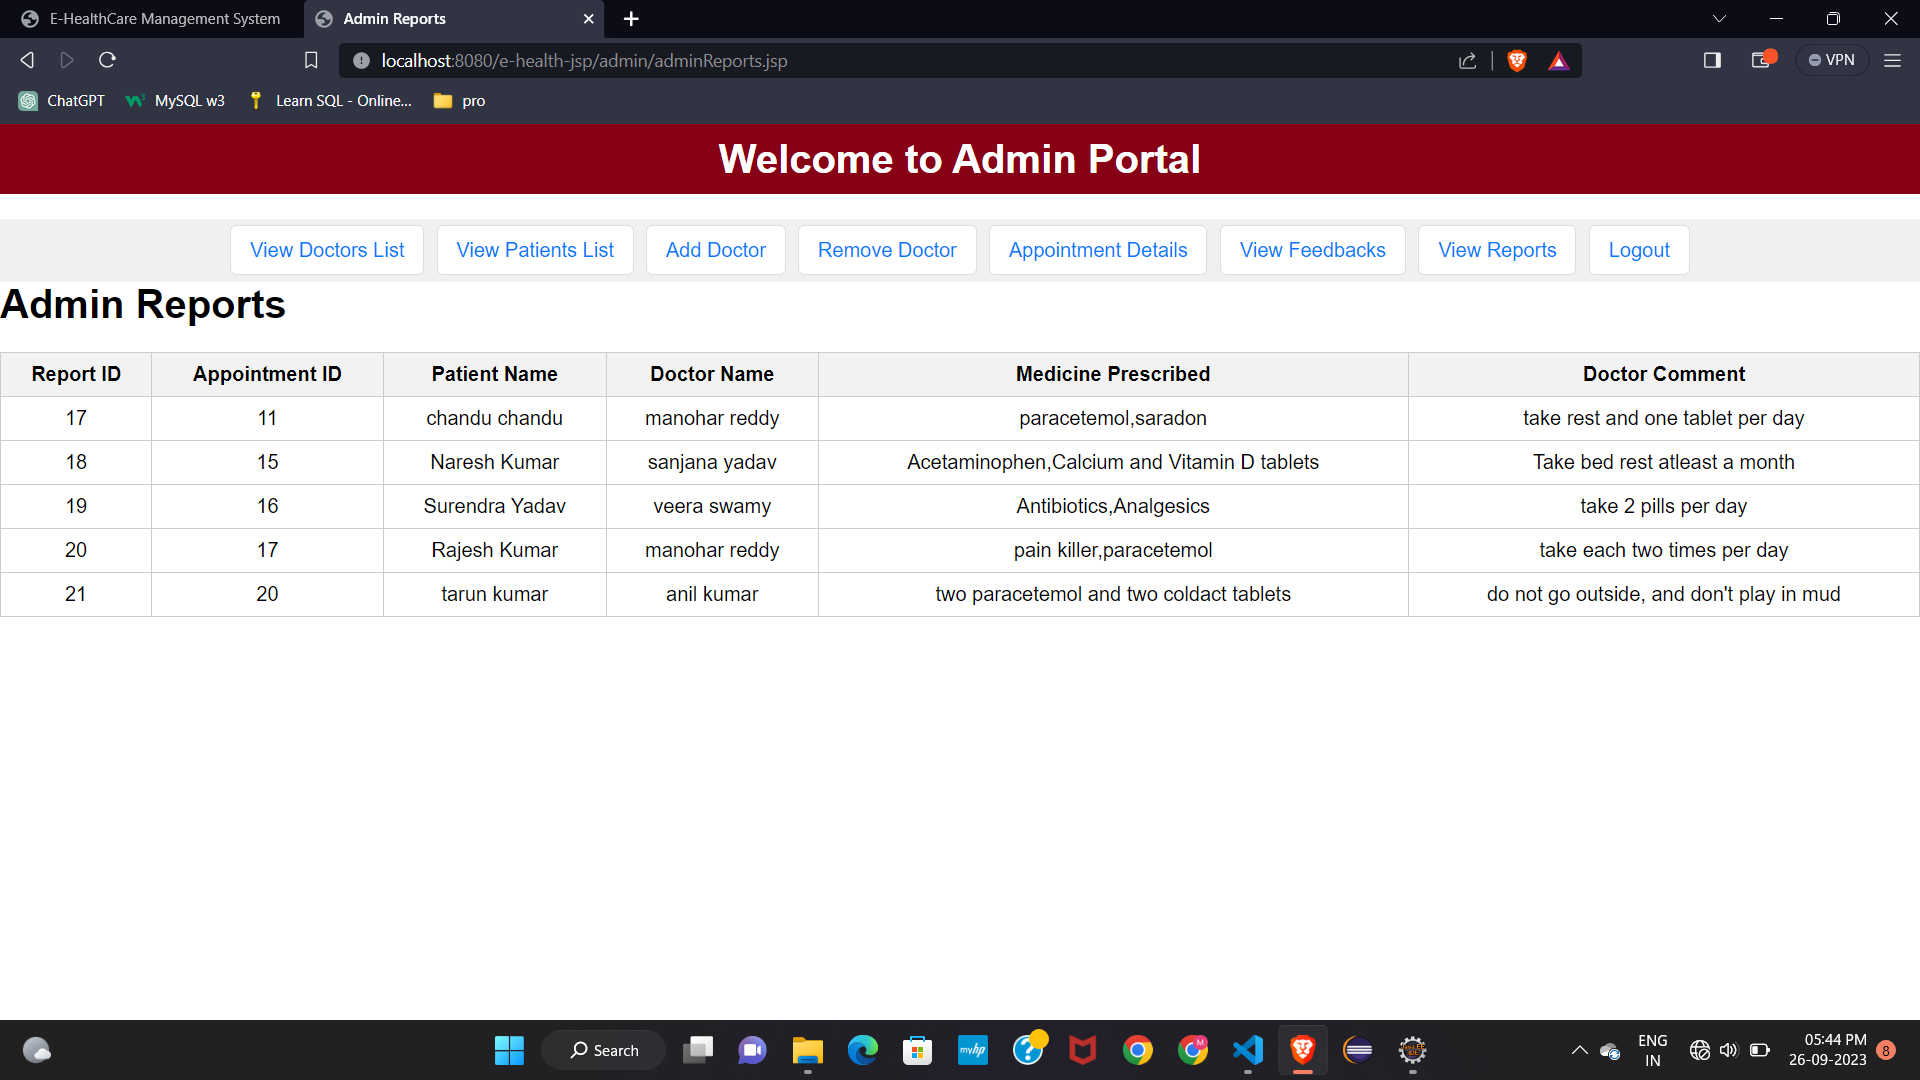 E-HealthCare Management System
Admin Reports
localhost:8080/e-health-jsp/admin/adminReports.jsp
VPN
ChatGPT MySQL w3 Learn SQL - Online... pro
Welcome to Admin Portal
View Doctors List View Patients List Add Doctor Remove Doctor Appointment Details View Feedbacks View Reports Logout
Admin Reports
Report ID Appointment ID Patient Name Doctor Name Medicine Prescribed Doctor Comment
17 11 chandu chandu manohar reddy paracetemol,saradon take rest and one tablet per day
18 15 Naresh Kumar sanjana yadav Acetaminophen,Calcium and Vitamin D tablets Take bed rest atleast a month
19 16 Surendra Yadav veera swamy Antibiotics,Analgesics take 2 pills per day
20 17 Rajesh Kumar manohar reddy pain killer,paracetemol take each two times per day
21 20 tarun kumar anil kumar two paracetemol and two coldact tablets do not go outside, and don't play in mud
Search
myhp
M
ENG
IN
05:44 PM
26-09-2023
8